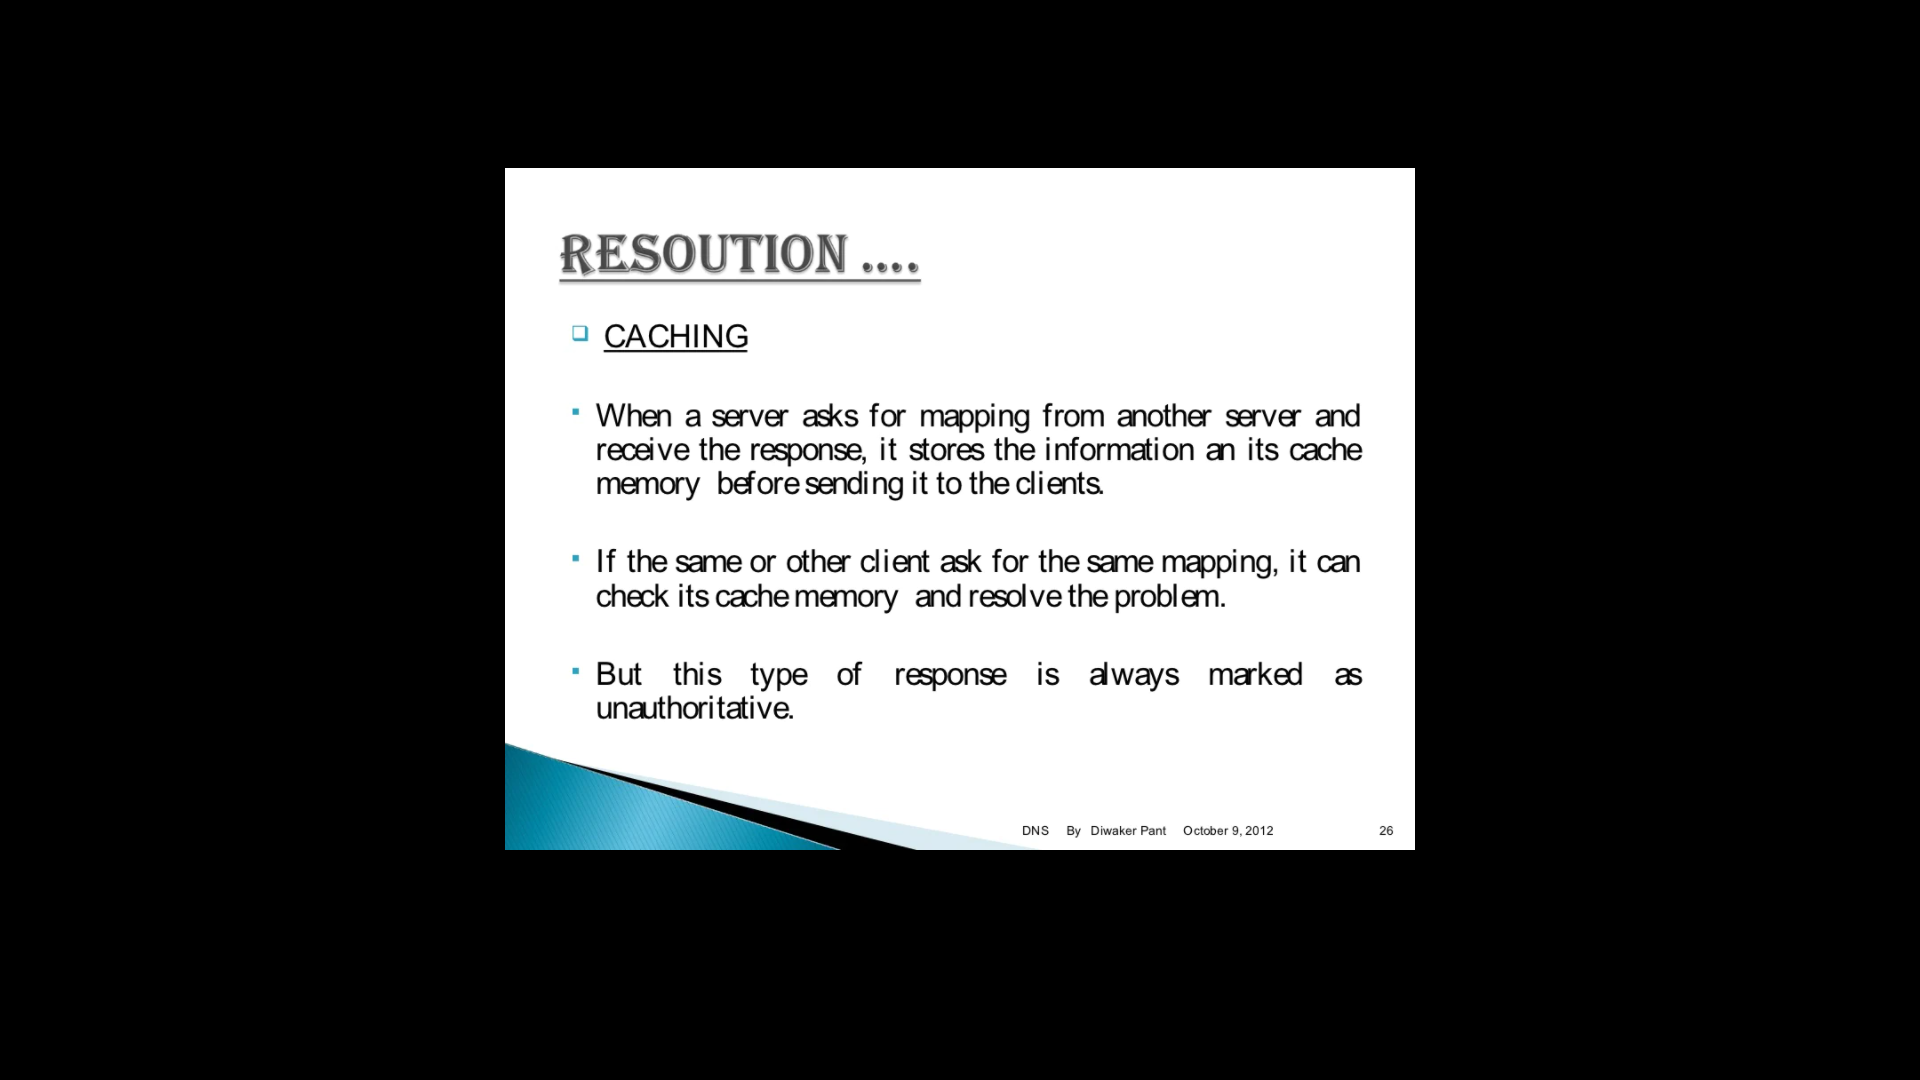 RESOUTION ....
CACHING
When a server asks for mapping from another server and
receive the response, it stores the information an its cache
memory before sending it to the clients.
If the same or other client ask for the same mapping, it can
check its cache memory and resolve the problem.
But this type of response is always marked as
unauthoritative.
DNS By Diwaker Pant October 9, 2012 26